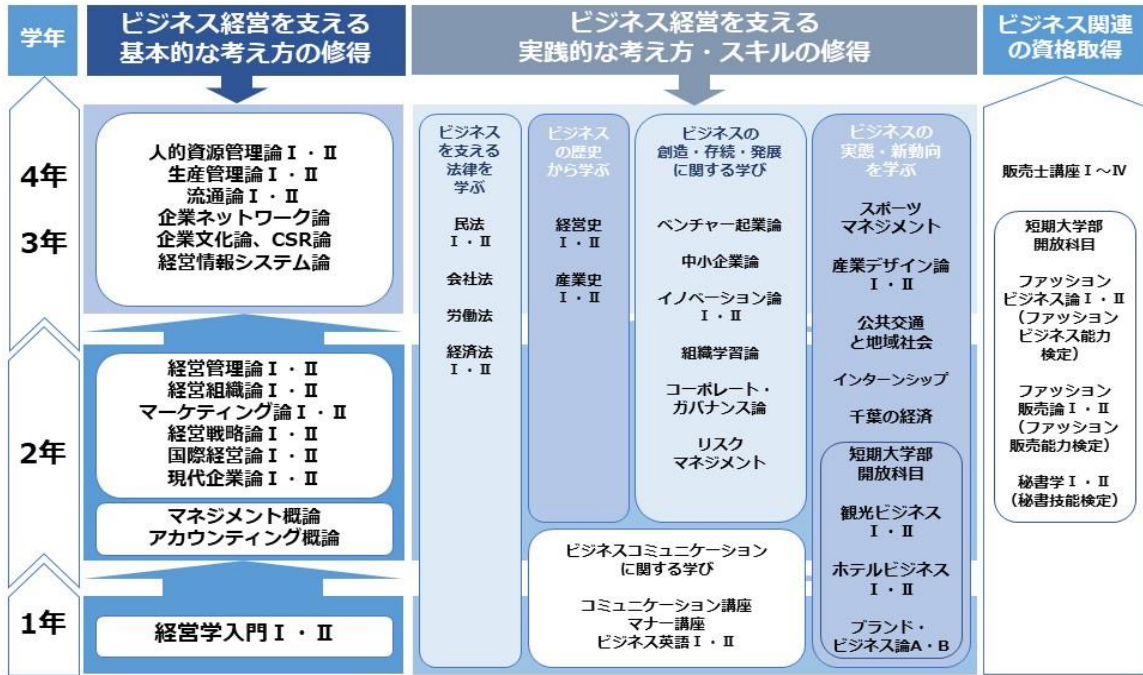 学年
ビジネス経営を支える
基本的な考え方の修得
ビジネス経営を支える
実践的な考え方・スキルの修得
ビジネス関連
の資格取得
4年
3年
2年
1年
人的資源管理論Ⅰ・Ⅱ
生産管理論Ⅰ・Ⅱ
流通論Ⅰ・Ⅱ
企業ネットワーク論
企業文化論、CSR論
経営情報システム論
経営管理論Ⅰ・Ⅱ
経営組織論Ⅰ・Ⅱ
マーケティング論Ⅰ・Ⅱ
経営戦略論Ⅰ・Ⅱ
国際経営論Ⅰ・Ⅱ
現代企業論Ⅰ・Ⅱ
マネジメント概論
アカウンティング概論
経営学入門Ⅰ・Ⅱ
ビジネス
を支える
法律を
学ぶ
民法
Ⅰ・Ⅱ
会社法
労働法
経済法
Ⅰ・Ⅱ
ビジネス
の歴史
から学ぶ
経営史
Ⅰ・Ⅱ
産業史
Ⅰ・Ⅱ
ビジネスの
創造・存続・発展
に関する学び
ベンチャー起業論
中小企業論
イノベーション論
Ⅰ・Ⅱ
組織学習論
コーポレート・
ガバナンス論
リスク
マネジメント
ビジネスコミュニケーション
に関する学び
コミュニケーション講座
マナー講座
ビジネス英語Ⅰ・Ⅱ
ビジネスの
実態・新動向
を学ぶ
スポーツ
マネジメント
産業デザイン論
Ⅰ・Ⅱ
公共交通
と地域社会
インターンシップ
千葉の経済
短期大学部
開放科目
観光ビジネス
Ⅰ・Ⅱ
ホテルビジネス
Ⅰ・Ⅱ
ブランド・
ビジネス論A・B
販売士講座Ⅰ～Ⅳ
短期大学部
開放科目
ファッション
ビジネス論Ⅰ・Ⅱ
（ファッション
ビジネス能力
検定）
ファッション
販売論Ⅰ・Ⅱ
（ファッション
販売能力検定）
秘書学Ⅰ・Ⅱ
（秘書技能検定）